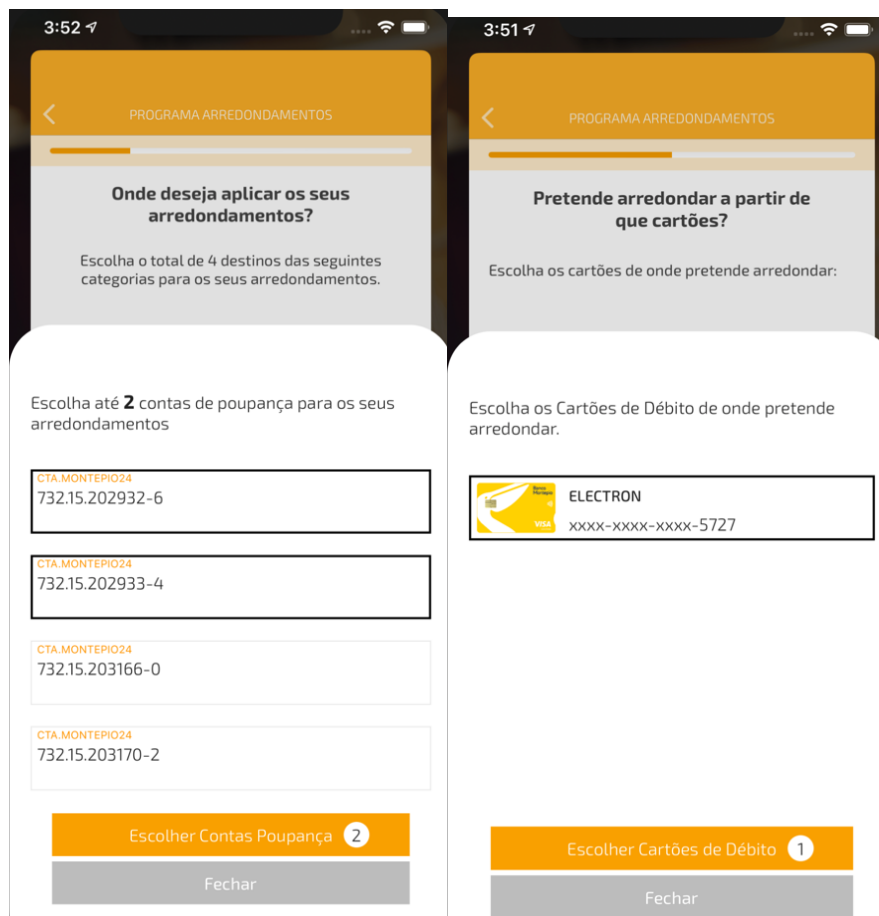 3:52
PROGRAMA ARREDONDAMENTOS
Onde deseja aplicar os seus
arredondamentos?
Escolha o total de 4 destinos das seguintes
categorias para os seus arredondamentos.
Escolha até 2 contas de poupança para os seus
arredondamentos
CTA.MONTEPIO24
732.15.202932-6
CTA.MONTEPIO24
732.15.202933-4
CTA.MONTEPIO24
732.15.203166-0
CTA.MONTEPIO24
732.15.203170-2
Escolher Contas Poupança 2
Fechar
3:51
PROGRAMA ARREDONDAMENTOS
Pretende arredondar a partir de
que cartões?
Escolha os cartões de onde pretende arredondar:
Escolha os Cartões de Débito de onde pretende
arredondar.
Banco
Montepio
VISA
ELECTRON
xxxx-xxxx-xxxx-5727
Escolher Cartões de Débito 1
Fechar